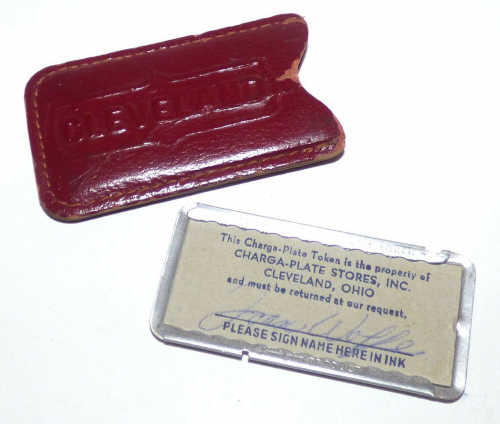 CLEVELAND
This Charga-Plate Token is the property of
CHARGA-PLATE STORES, INC.
CLEVELAND, OHIO
and must be returned at our request.
PLEASE SIGN NAME HERE IN INK